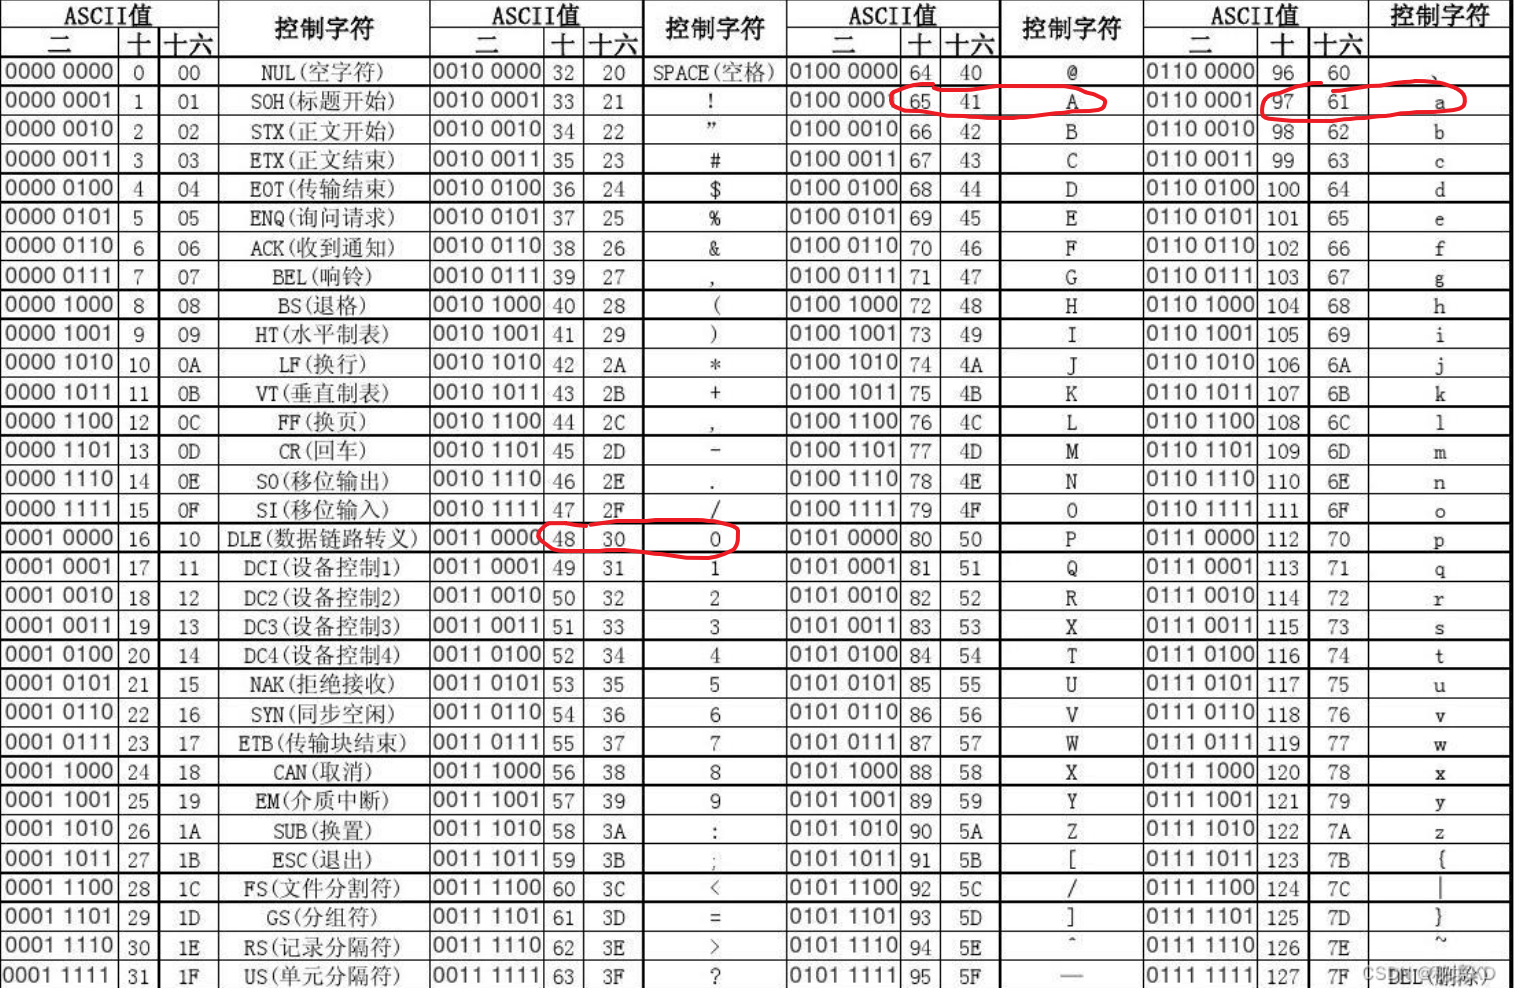 ASCII值 控制字符 ASCII值 控制字符 ASCII值 控制字符 ASCII值 控制字符
二 十 十六 二 十 十六 二 十 十六 二 十 十六
0000 0000 0 00 NUL(空字符) 0010 0000 32 20 SPACE(空格) 0100 0000 64 40 @ 0110 0000 96 60 、
0000 0001 1 01 SOH(标题开始) 0010 0001 33 21 ! 0100 000 65 41 A 0110 0001 97 61 a
0000 0010 2 02 STX(正文开始) 0010 0010 34 22 ” 0100 0010 66 42 B 0110 0010 98 62 b
0000 0011 3 03 ETX(正文结束) 0010 0011 35 23 # 0100 0011 67 43 C 0110 0011 99 63 c
0000 0100 4 04 EOT(传输结束) 0010 0100 36 24 $ 0100 0100 68 44 D 0110 0100 100 64 d
0000 0101 5 05 ENQ(询问请求) 0010 0101 37 25 % 0100 0101 69 45 E 0110 0101 101 65 e
0000 0110 6 06 ACK(收到通知) 0010 0110 38 26 & 0100 0110 70 46 F 0110 0110 102 66 f
0000 0111 7 07 BEL(响铃) 0010 0111 39 27 , 0100 0111 71 47 G 0110 0111 103 67 g
0000 1000 8 08 BS(退格) 0010 1000 40 28 ( 0100 1000 72 48 H 0110 1000 104 68 h
0000 1001 9 09 HT(水平制表) 0010 1001 41 29 ) 0100 1001 73 49 I 0110 1001 105 69 i
0000 1010 10 0A LF(换行) 0010 1010 42 2A * 0100 1010 74 4A J 0110 1010 106 6A j
0000 1011 11 0B VT(垂直制表) 0010 1011 43 2B + 0100 1011 75 4B K 0110 1011 107 6B k
0000 1100 12 0C FF(换页) 0010 1100 44 2C , 0100 1100 76 4C L 0110 1100 108 6C l
0000 1101 13 0D CR(回车) 0010 1101 45 2D - 0100 1101 77 4D M 0110 1101 109 6D m
0000 1110 14 0E SO(移位输出) 0010 1110 46 2E . 0100 1110 78 4E N 0110 1110 110 6E n
0000 1111 15 0F SI(移位输入) 0010 1111 47 2F / 0100 1111 79 4F O 0110 1111 111 6F o
0001 0000 16 10 DLE(数据链路转义) 0011 0000 48 30 0 0101 0000 80 50 P 0111 0000 112 70 p
0001 0001 17 11 DCI(设备控制1) 0011 0001 49 31 1 0101 0001 81 51 Q 0111 0001 113 71 q
0001 0010 18 12 DC2(设备控制2) 0011 0010 50 32 2 0101 0010 82 52 R 0111 0010 114 72 r
0001 0011 19 13 DC3(设备控制3) 0011 0011 51 33 3 0101 0011 83 53 X 0111 0011 115 73 s
0001 0100 20 14 DC4(设备控制4) 0011 0100 52 34 4 0101 0100 84 54 T 0111 0100 116 74 t
0001 0101 21 15 NAK(拒绝接收) 0011 0101 53 35 5 0101 0101 85 55 U 0111 0101 117 75 u
0001 0110 22 16 SYN(同步空闲) 0011 0110 54 36 6 0101 0110 86 56 V 0111 0110 118 76 v
0001 0111 23 17 ETB(传输块结束) 0011 0111 55 37 7 0101 0111 87 57 W 0111 0111 119 77 w
0001 1000 24 18 CAN(取消) 0011 1000 56 38 8 0101 1000 88 58 X 0111 1000 120 78 x
0001 1001 25 19 EM(介质中断) 0011 1001 57 39 9 0101 1001 89 59 Y 0111 1001 121 79 y
0001 1010 26 1A SUB(换置) 0011 1010 58 3A : 0101 1010 90 5A Z 0111 1010 122 7A z
0001 1011 27 1B ESC(退出) 0011 1011 59 3B ; 0101 1011 91 5B [ 0111 1011 123 7B {
0001 1100 28 1C FS(文件分割符) 0011 1100 60 3C < 0101 1100 92 5C / 0111 1100 124 7C |
0001 1101 29 1D GS(分组符) 0011 1101 61 3D = 0101 1101 93 5D ] 0111 1101 125 7D }
0001 1110 30 1E RS(记录分隔符) 0011 1110 62 3E > 0101 1110 94 5E ^ 0111 1110 126 7E ~
0001 1111 31 1F US(单元分隔符) 0011 1111 63 3F ? 0101 1111 95 5F — 0111 1111 127 7F DEL(删除)